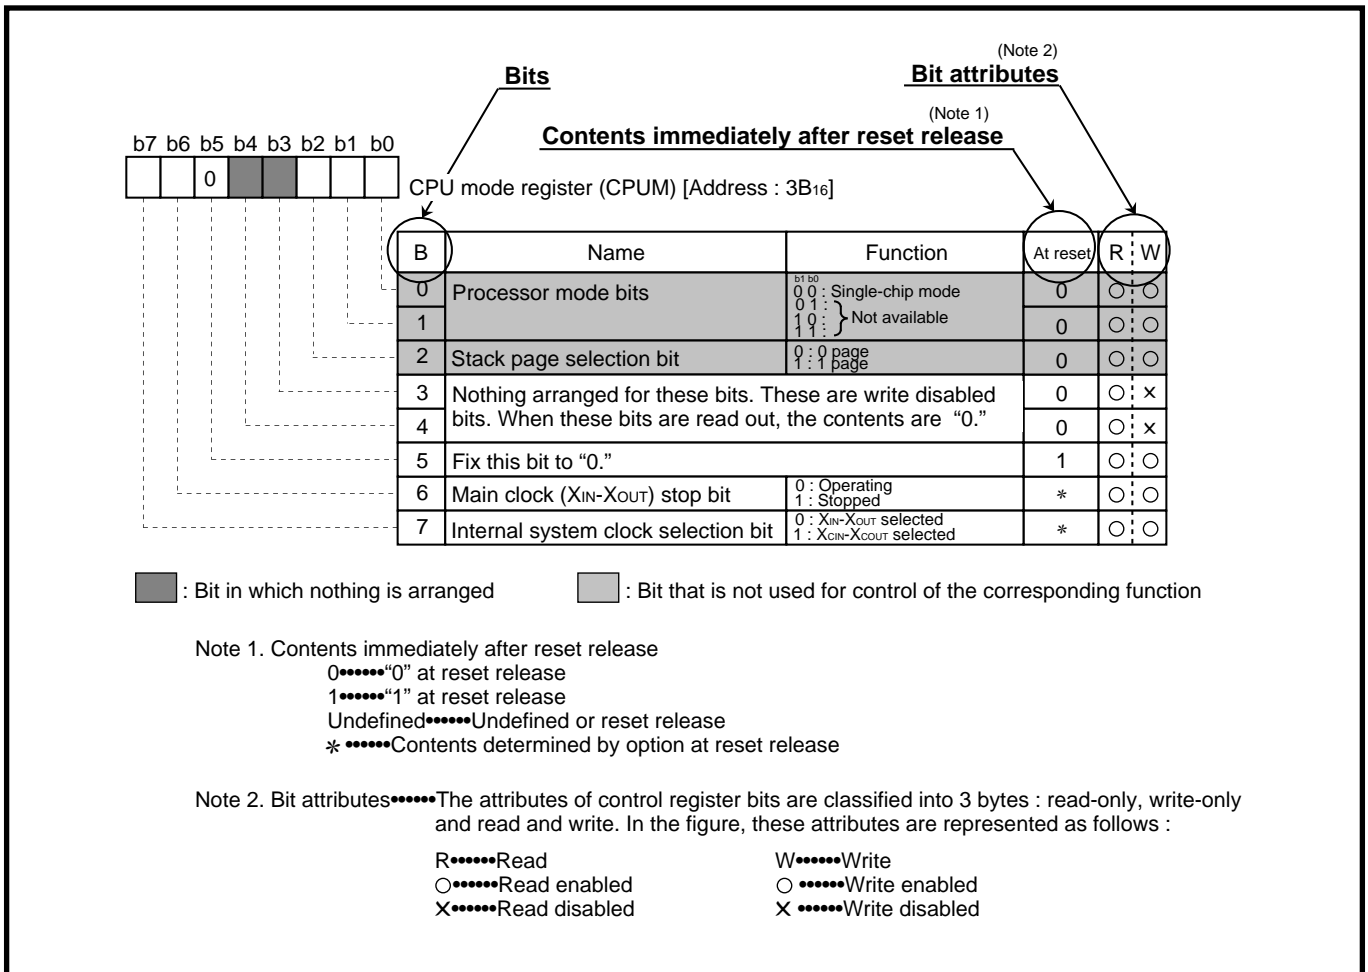 (Note 2)
Bits
Bit attributes
(Note 1)
Contents immediately after reset release
b7 b6 b5 b4 b3 b2 b1 b0
0
CPU mode register (CPUM) [Address : 3B16]
B Name Function At reset R W
0 Processor mode bits b1 b0 0 ○ ○
0 0 : Single-chip mode
0 1 :
1 1 0 : } Not available 0 ○ ○
1 1 :
2 Stack page selection bit 0 : 0 page 0 ○ ○
1 : 1 page
3 Nothing arranged for these bits. These are write disabled 0 ○ ×
4 bits. When these bits are read out, the contents are “0.” 0 ○ ×
5 Fix this bit to “0.” 1 ○ ○
6 Main clock (XIN-XOUT) stop bit 0 : Operating * ○ ○
1 : Stopped
7 Internal system clock selection bit 0 : XIN-XOUT selected * ○ ○
1 : XCIN-XCOUT selected
: Bit in which nothing is arranged : Bit that is not used for control of the corresponding function
Note 1. Contents immediately after reset release
0••••••“0” at reset release
1••••••“1” at reset release
Undefined••••••Undefined or reset release
* ••••••Contents determined by option at reset release
Note 2. Bit attributes••••••The attributes of control register bits are classified into 3 bytes : read-only, write-only
and read and write. In the figure, these attributes are represented as follows :
R••••••Read W••••••Write
○••••••Read enabled ○ ••••••Write enabled
×••••••Read disabled × ••••••Write disabled